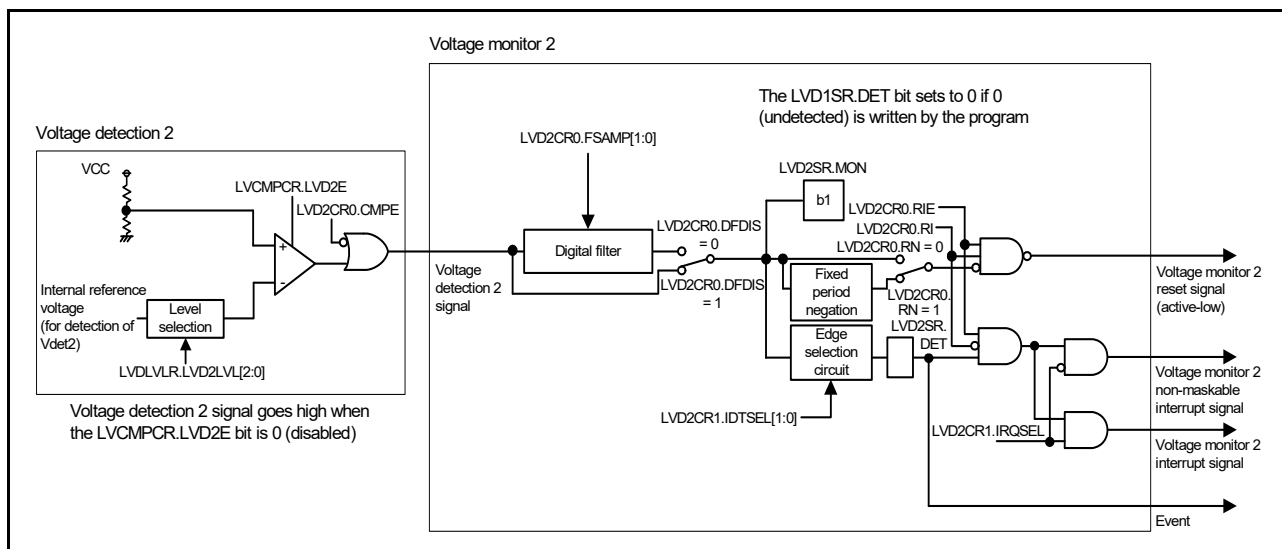 Voltage monitor 2
The LVD1SR.DET bit sets to 0 if 0
(undetected) is written by the program
Voltage detection 2
LVD2CR0.FSAMP[1:0]
VCC
LVCMPCR.LVD2E
LVD2CR0.CMPE
+
-
Internal reference
voltage
(for detection of
Vdet2)
Level
selection
LVDLVLR.LVD2LVL[2:0]
Voltage detection 2 signal goes high when
the LVCMPCR.LVD2E bit is 0 (disabled)
Voltage
detection 2
signal
Digital filter
LVD2CR0.DFDIS
= 0
LVD2CR0.DFDIS
= 1
LVD2SR.MON
b1
LVD2CR0.RIE
LVD2CR0.RI
LVD2CR0.RN = 0
Fixed
period
negation
LVD2CR0.
RN = 1
LVD2SR.
DET
Edge
selection
circuit
LVD2CR1.IDTSEL[1:0]
LVD2CR1.IRQSEL
Voltage monitor 2
reset signal
(active-low)
Voltage monitor 2
non-maskable
interrupt signal
Voltage monitor 2
interrupt signal
Event